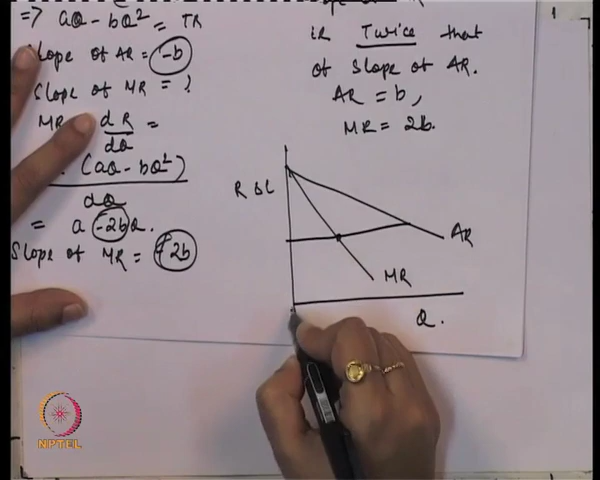 => aQ - bQ² = TR
Slope of AR = -b
Slope of MR = ?
MR dR/dQ =
(aQ - bQ²)
dQ
= a -2bQ.
Slope of MR = -2b
is Twice that
of slope of AR.
AR = b,
MR = 2b.
R & C
AR
MR
Q.
NPTEL